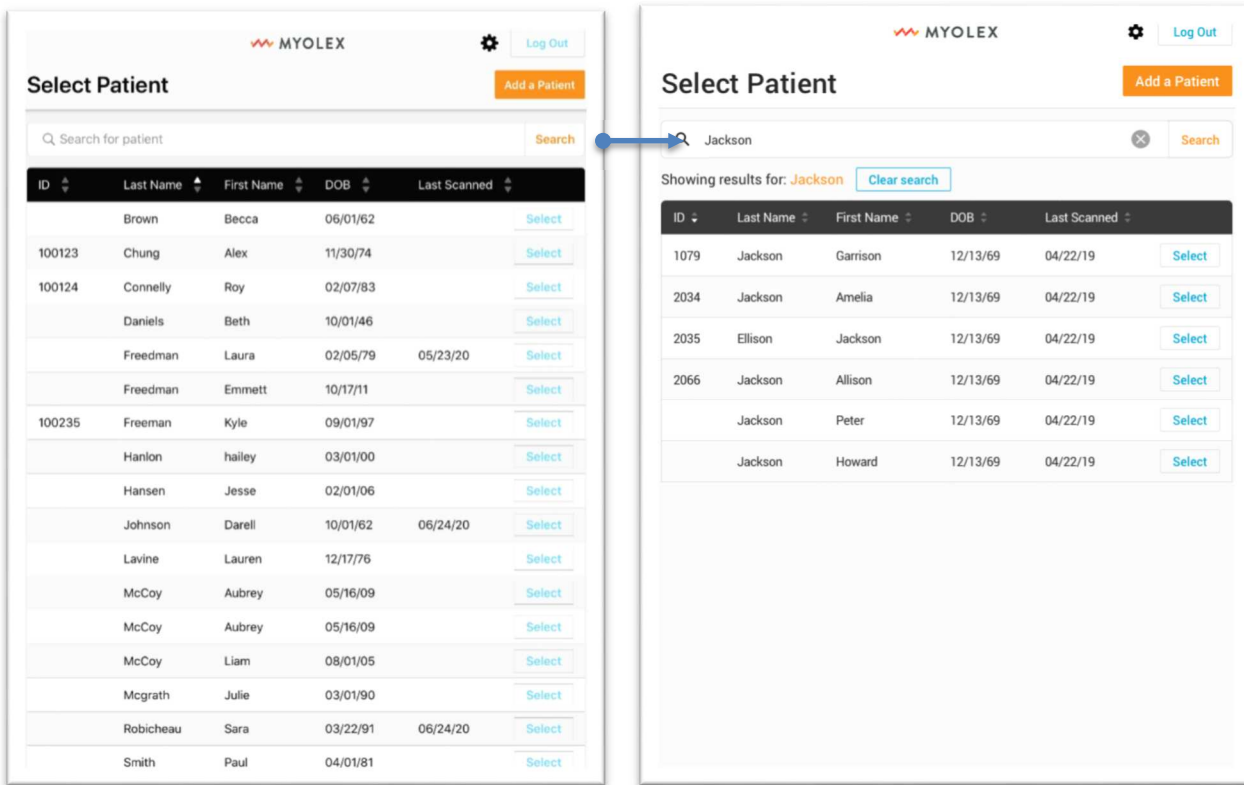 MYOLEX Log Out
Select Patient Add a Patient
Search for patient Search
ID Last Name First Name DOB Last Scanned
Brown Becca 06/01/62 Select
100123 Chung Alex 11/30/74 Select
100124 Connelly Roy 02/07/83 Select
Daniels Beth 10/01/46 Select
Freedman Laura 02/05/79 05/23/20 Select
Freedman Emmett 10/17/11 Select
100235 Freeman Kyle 09/01/97 Select
Hanlon hailey 03/01/00 Select
Hansen Jesse 02/01/06 Select
Johnson Darell 10/01/62 06/24/20 Select
Lavine Lauren 12/17/76 Select
McCoy Aubrey 05/16/09 Select
McCoy Aubrey 05/16/09 Select
McCoy Liam 08/01/05 Select
Mcgrath Julie 03/01/90 Select
Robicheau Sara 03/22/91 06/24/20 Select
Smith Paul 04/01/81 Select
MYOLEX Log Out
Select Patient Add a Patient
Jackson Search
Showing results for: Jackson Clear search
ID Last Name First Name DOB Last Scanned
1079 Jackson Garrison 12/13/69 04/22/19 Select
2034 Jackson Amelia 12/13/69 04/22/19 Select
2035 Ellison Jackson 12/13/69 04/22/19 Select
2066 Jackson Allison 12/13/69 04/22/19 Select
Jackson Peter 12/13/69 04/22/19 Select
Jackson Howard 12/13/69 04/22/19 Select